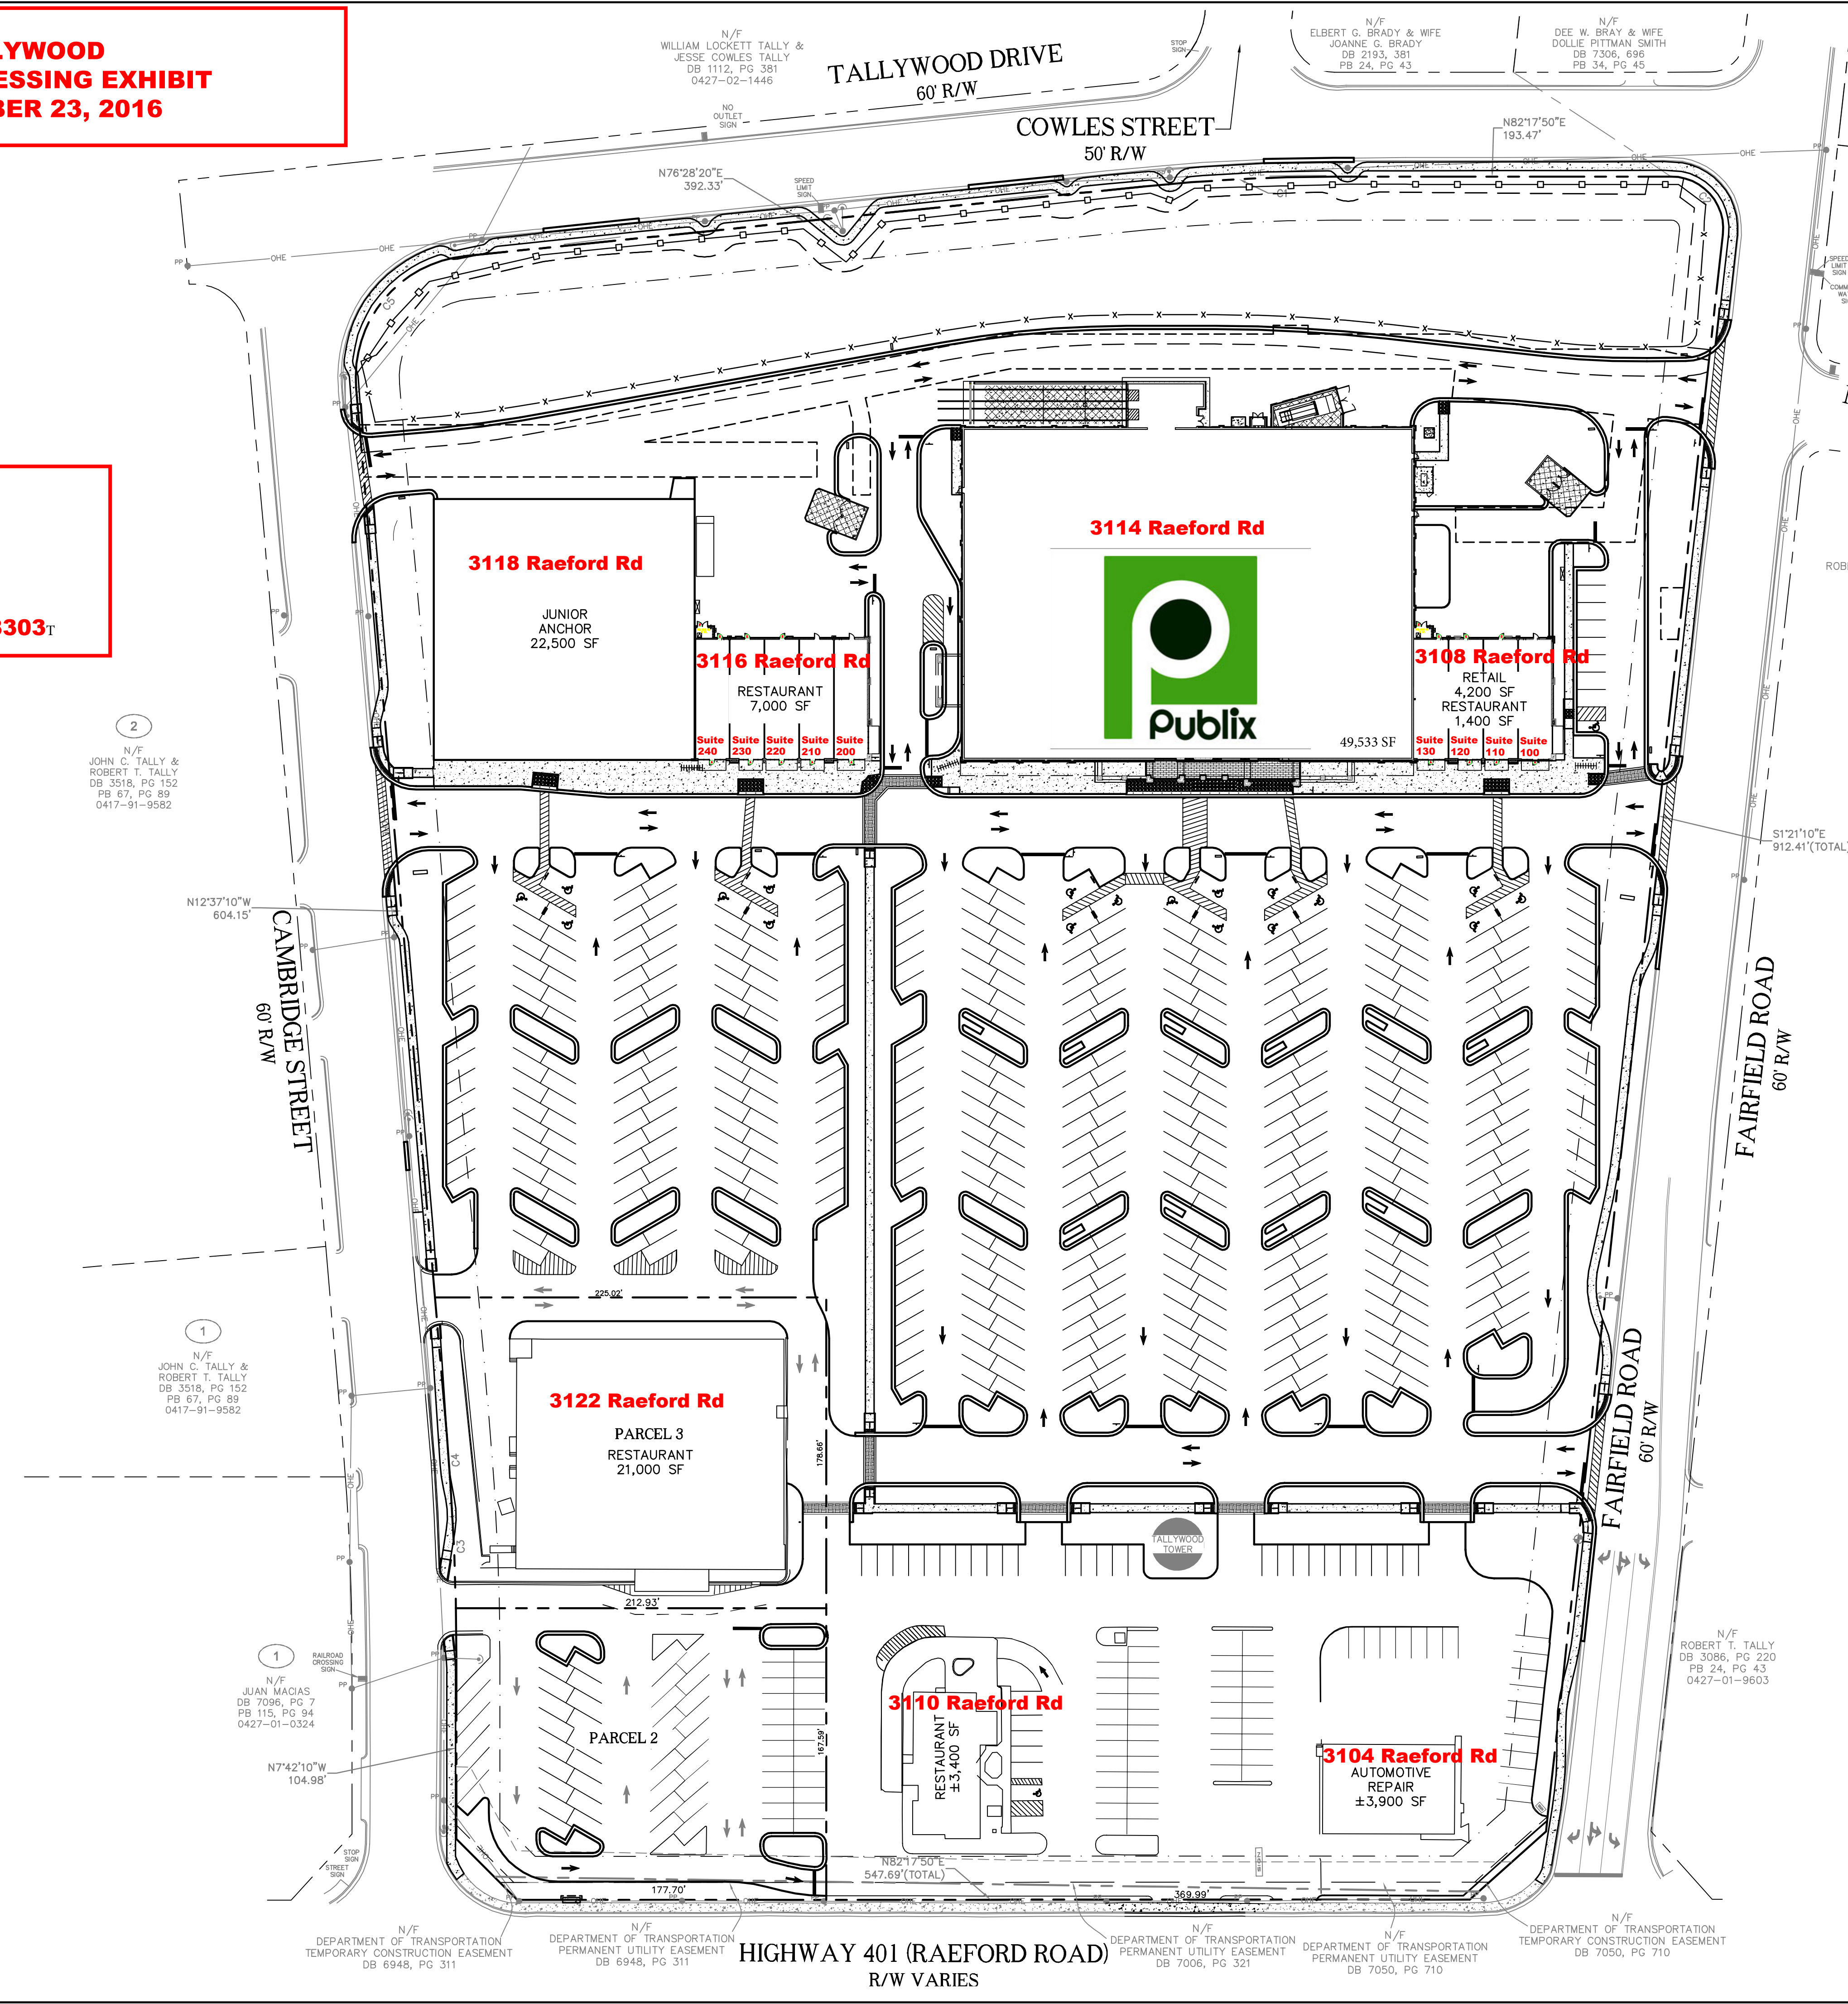 LYWOOD
ESSING EXHIBIT
BER 23, 2016
N/F
WILLIAM LOCKETT TALLY &
JESSE COWLES TALLY
DB 1112, PG 381
0427-02-1446
TALLYWOOD DRIVE
60' R/W
STOP
SIGN
N/F
ELBERT G. BRADY & WIFE
JOANNE G. BRADY
DB 2193, 381
PB 24, PG 43
N/F
DEE W. BRAY & WIFE
DOLLIE PITTMAN SMITH
DB 7306, 696
PB 34, PG 45
NO
OUTLET
SIGN
COWLES STREET
50' R/W
N82°17'50"E
193.47'
N76°28'20"E
392.33'
SPEED
LIMIT
SIGN
C1
C5
SPEED
LIMIT
SIGN
3303T
3118 Raeford Rd
JUNIOR
ANCHOR
22,500 SF
3116 Raeford Rd
RESTAURANT
7,000 SF
Suite 240
Suite 230
Suite 220
Suite 210
Suite 200
3114 Raeford Rd
Publix
49,533 SF
3108 Raeford Rd
RETAIL
4,200 SF
RESTAURANT
1,400 SF
Suite 130
Suite 120
Suite 110
Suite 100
2
N/F
JOHN C. TALLY &
ROBERT T. TALLY
DB 3518, PG 152
PB 67, PG 89
0417-91-9582
S1°21'10"E
912.41'(TOTAL)
N12°37'10"W
604.15'
CAMBRIDGE STREET
60' R/W
FAIRFIELD ROAD
60' R/W
225.02'
1
N/F
JOHN C. TALLY &
ROBERT T. TALLY
DB 3518, PG 152
PB 67, PG 89
0417-91-9582
3122 Raeford Rd
PARCEL 3
RESTAURANT
21,000 SF
178.66'
C4
C3
FAIRFIELD ROAD
60' R/W
TALLYWOOD
TOWER
212.93'
1
RAILROAD
CROSSING
SIGN
N/F
JUAN MACIAS
DB 7096, PG 7
PB 115, PG 94
0427-01-0324
N7°42'10"W
104.98'
PARCEL 2
167.59'
3110 Raeford Rd
RESTAURANT
±3,400 SF
3104 Raeford Rd
AUTOMOTIVE
REPAIR
±3,900 SF
N/F
ROBERT T. TALLY
DB 3086, PG 220
PB 24, PG 43
0427-01-9603
STOP
SIGN
STREET
SIGN
177.70'
N82°17'50"E
547.69'(TOTAL)
369.99'
N/F
DEPARTMENT OF TRANSPORTATION
TEMPORARY CONSTRUCTION EASEMENT
DB 6948, PG 311
N/F
DEPARTMENT OF TRANSPORTATION
PERMANENT UTILITY EASEMENT
DB 6948, PG 311
HIGHWAY 401 (RAEFORD ROAD)
R/W VARIES
N/F
DEPARTMENT OF TRANSPORTATION
PERMANENT UTILITY EASEMENT
DB 7006, PG 321
N/F
DEPARTMENT OF TRANSPORTATION
PERMANENT UTILITY EASEMENT
DB 7050, PG 710
N/F
DEPARTMENT OF TRANSPORTATION
TEMPORARY CONSTRUCTION EASEMENT
DB 7050, PG 710